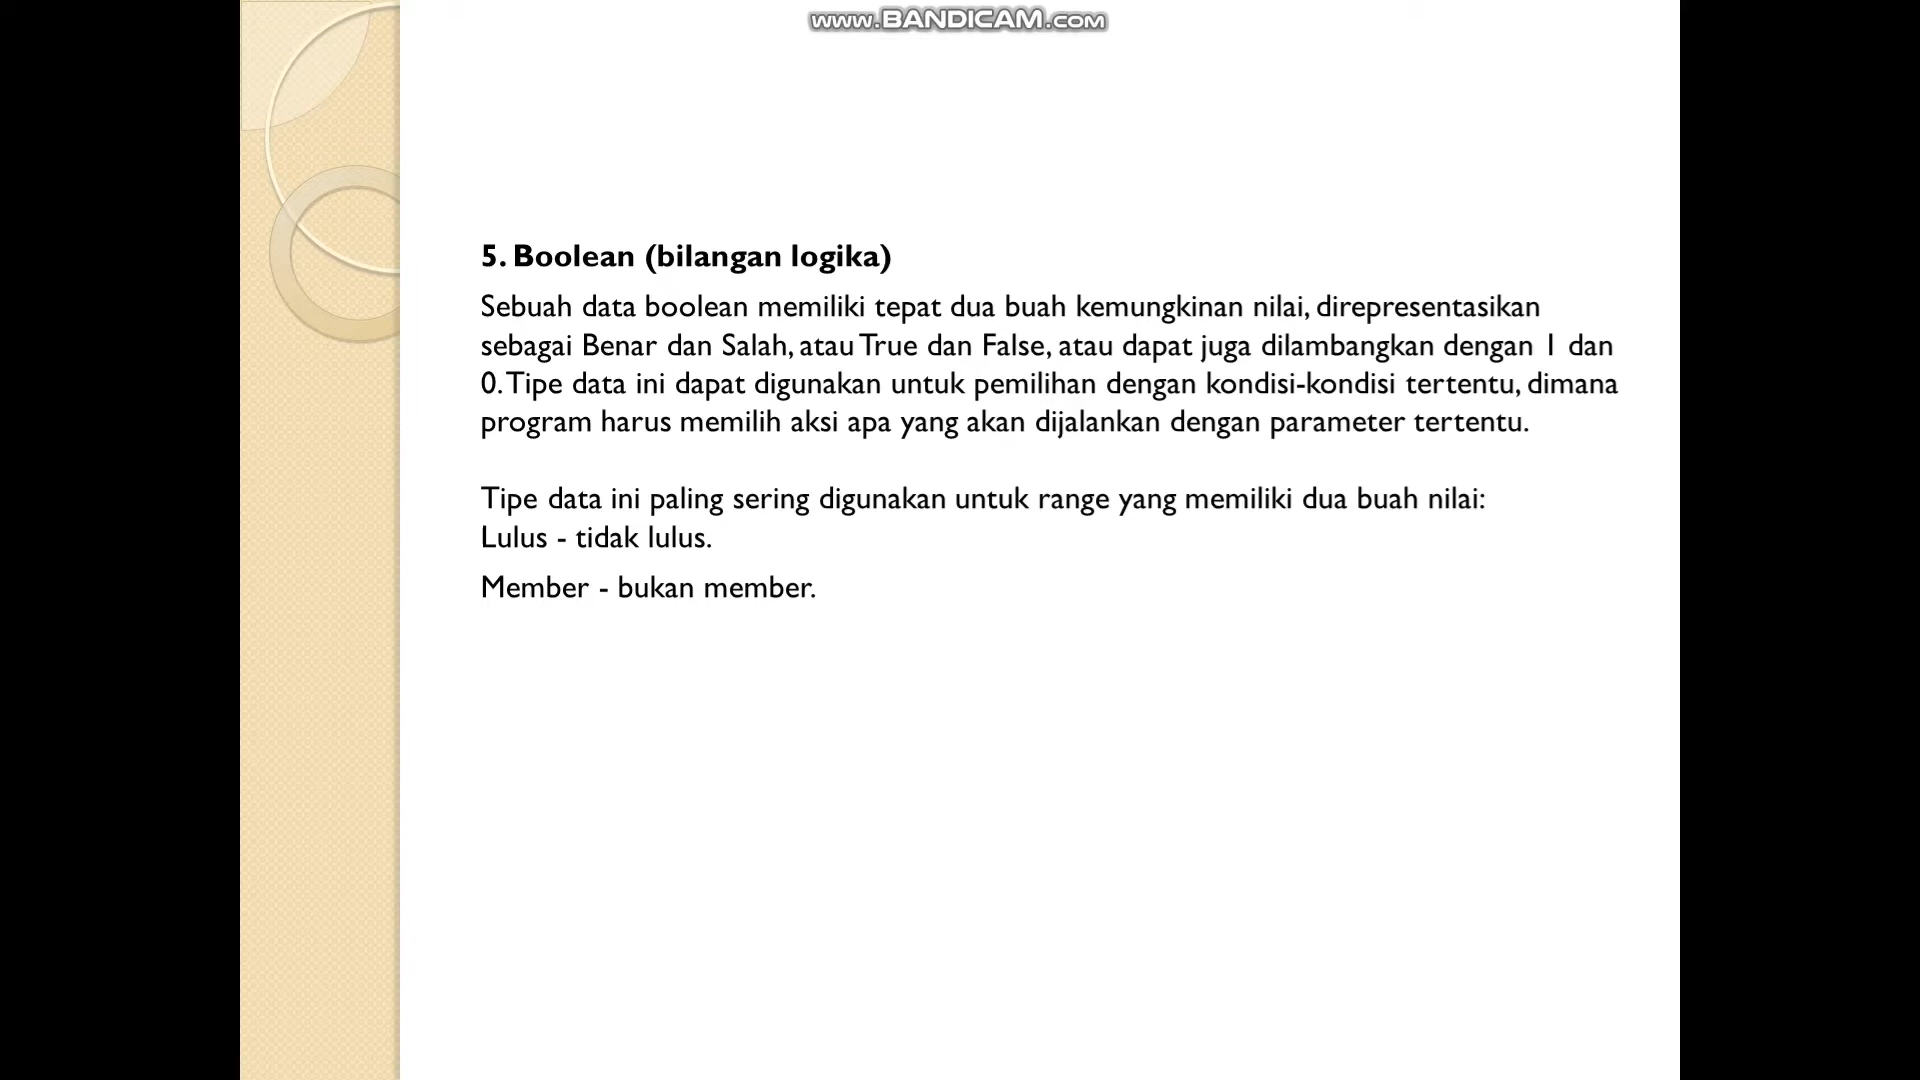 www.BANDICAM.com
5. Boolean (bilangan logika)
Sebuah data boolean memiliki tepat dua buah kemungkinan nilai, direpresentasikan
sebagai Benar dan Salah, atau True dan False, atau dapat juga dilambangkan dengan 1 dan
0. Tipe data ini dapat digunakan untuk pemilihan dengan kondisi-kondisi tertentu, dimana
program harus memilih aksi apa yang akan dijalankan dengan parameter tertentu.
Tipe data ini paling sering digunakan untuk range yang memiliki dua buah nilai:
Lulus - tidak lulus.
Member - bukan member.